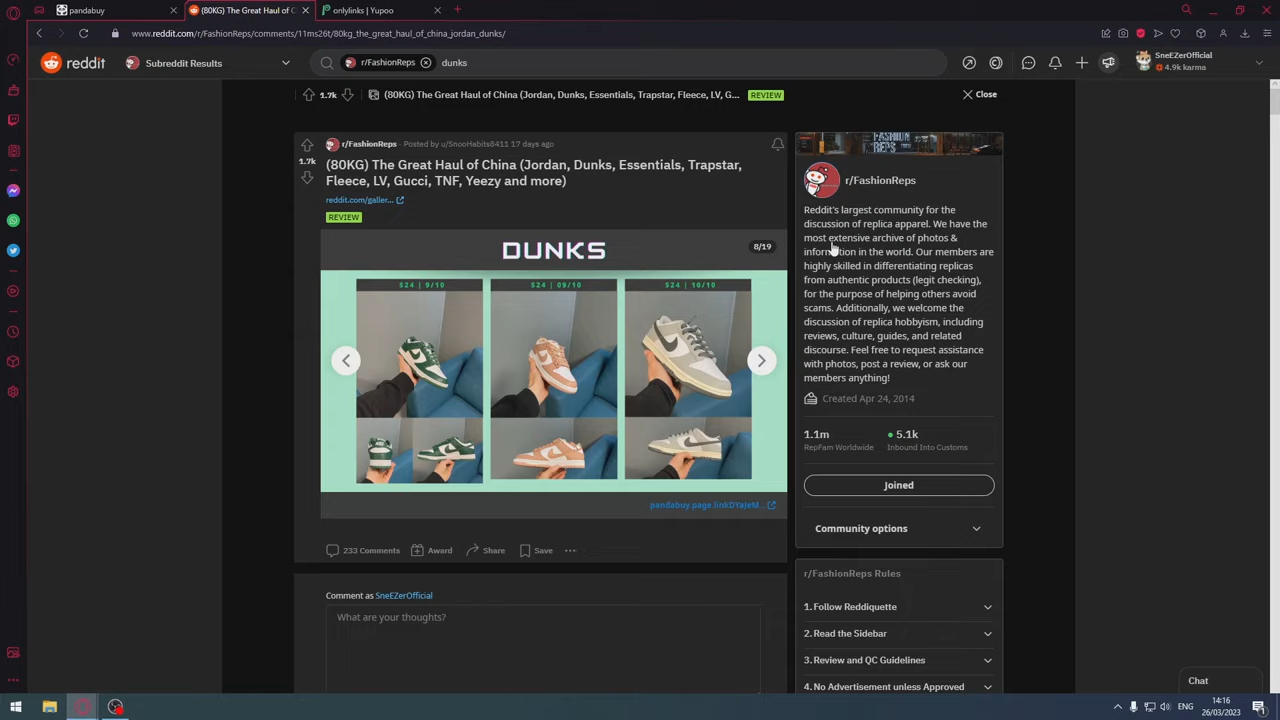 pandabuy
(80KG) The Great Haul of C
onlylinks | Yupoo
www.reddit.com/r/FashionReps/comments/11ms26t/80kg_the_great_haul_of_china_jordan_dunks/
reddit
Subreddit Results
r/FashionReps
dunks
SneEZerOfficial
4.9k karma
1.7k
(80KG) The Great Haul of China (Jordan, Dunks, Essentials, Trapstar, Fleece, LV, G...
REVIEW
Close
r/FashionReps · Posted by u/SnooHabits8411 17 days ago
1.7k
(80KG) The Great Haul of China (Jordan, Dunks, Essentials, Trapstar,
Fleece, LV, Gucci, TNF, Yeezy and more)
reddit.com/galler...
REVIEW
DUNKS
8/19
$24 | 9/10
$24 | 09/10
$24 | 10/10
233 Comments
Award
Share
Save
Comment as SneEZerOfficial
What are your thoughts?
FASHION
REPS
r/FashionReps
Reddit's largest community for the
discussion of replica apparel. We have the
most extensive archive of photos &
information in the world. Our members are
highly skilled in differentiating replicas
from authentic products (legit checking),
for the purpose of helping others avoid
scams. Additionally, we welcome the
discussion of replica hobbyism, including
reviews, culture, guides, and related
discourse. Feel free to request assistance
with photos, post a review, or ask our
members anything!
Created Apr 24, 2014
1.1m
RepFam Worldwide
5.1k
Inbound Into Customs
Joined
Community options
r/FashionReps Rules
1. Follow Reddiquette
2. Read the Sidebar
3. Review and QC Guidelines
4. No Advertisement unless Approved
Chat
ENG
14:16
26/03/2023